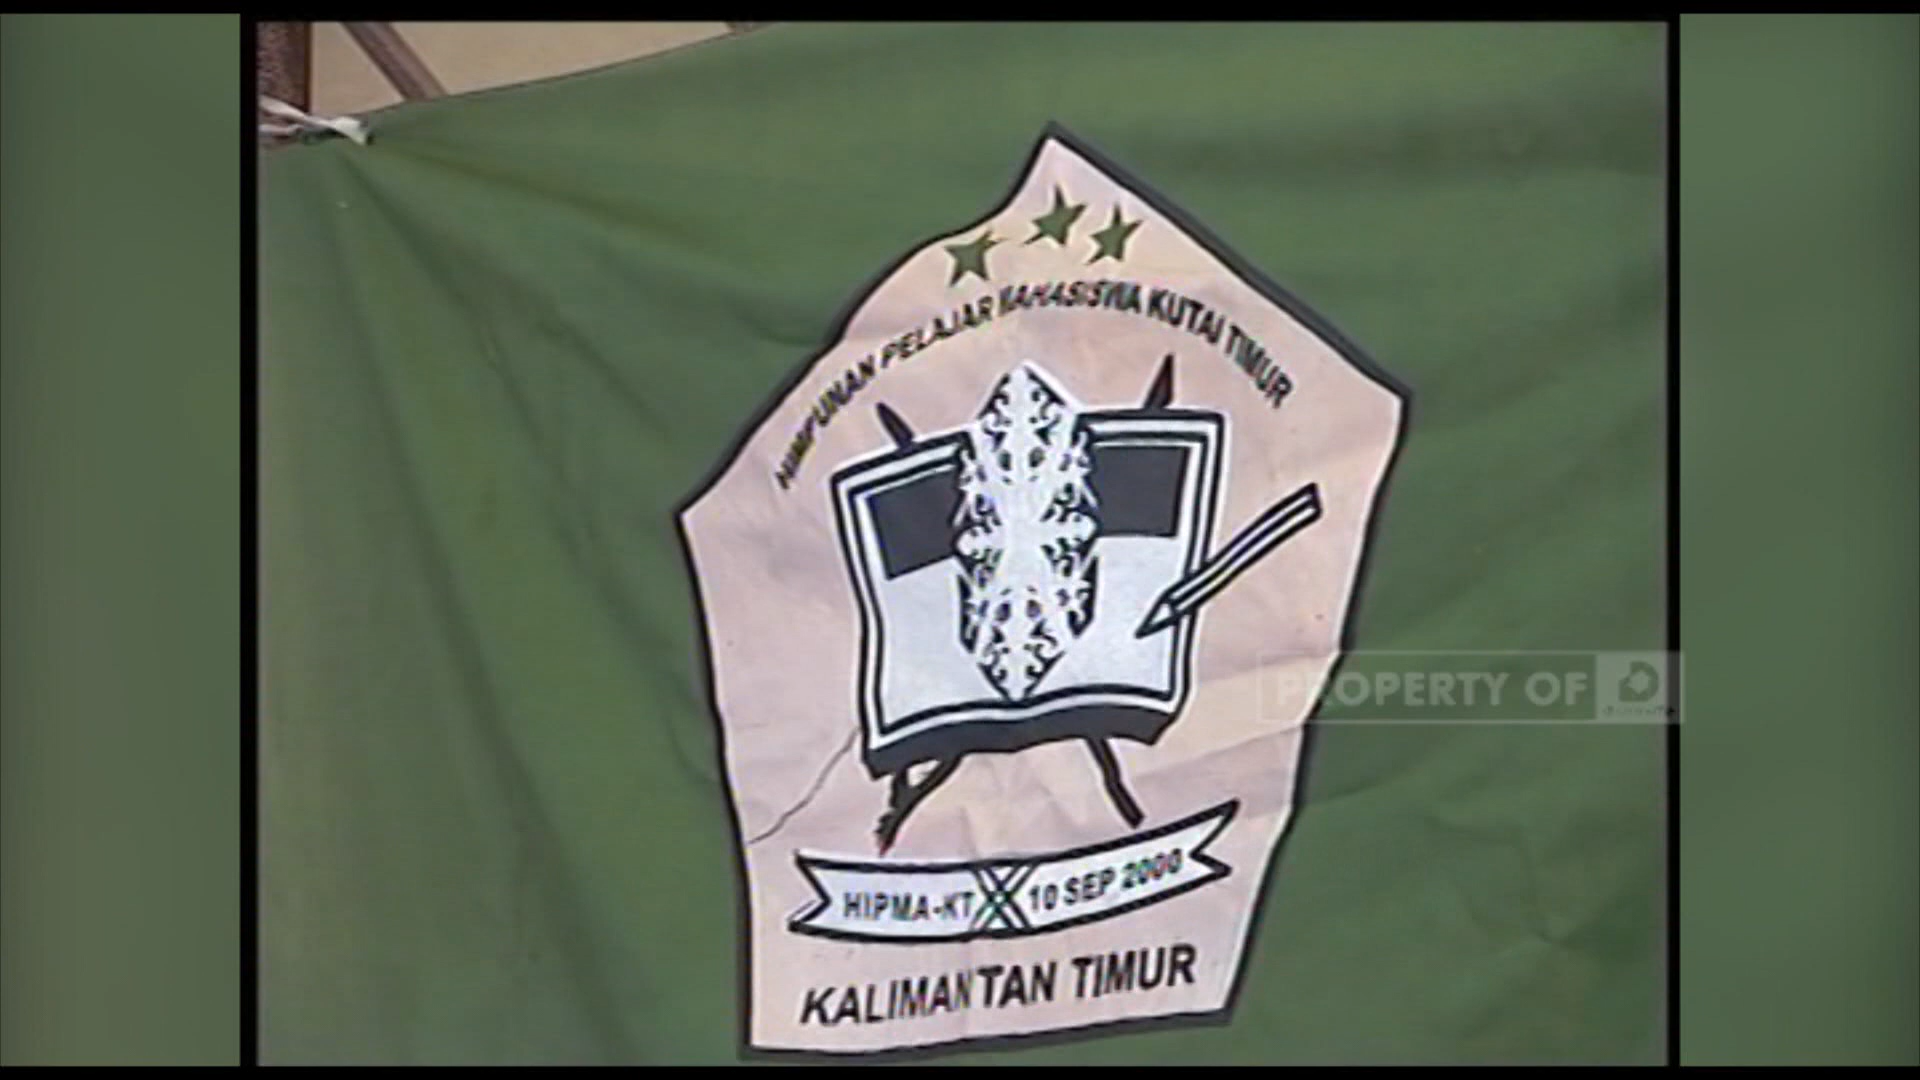 HIMPUNAN PELAJAR MAHASISWA KUTAI TIMUR
HIPMA-KT 10 SEP 2000
KALIMANTAN TIMUR
PROPERTY OF